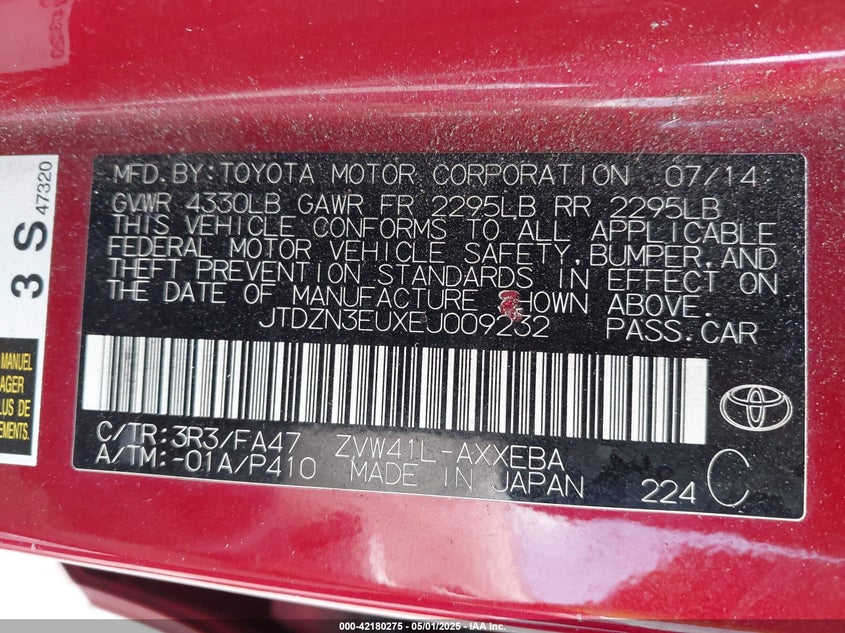 MFD.BY:TOYOTA MOTOR CORPORATION 07/14
GVWR 4330LB GAWR FR 2295LB RR 2295LB
THIS VEHICLE CONFORMS TO ALL APPLICABLE
FEDERAL MOTOR VEHICLE SAFETY,BUMPER,AND
THEFT PREVENTION STANDARDS IN EFFECT ON
THE DATE OF MANUFACTURE SHOWN ABOVE.
JTDZN3EUXEJ009232 PASS.CAR
C/TR:3R3/FA47 ZVW41L-AXXEBA
A/TM:-01A/P410 MADE IN JAPAN 224 C
3 S 47320
MANUEL
AGER
LUS DE
EMENTS.
000-42180275 - 05/01/2025 - IAA Inc.